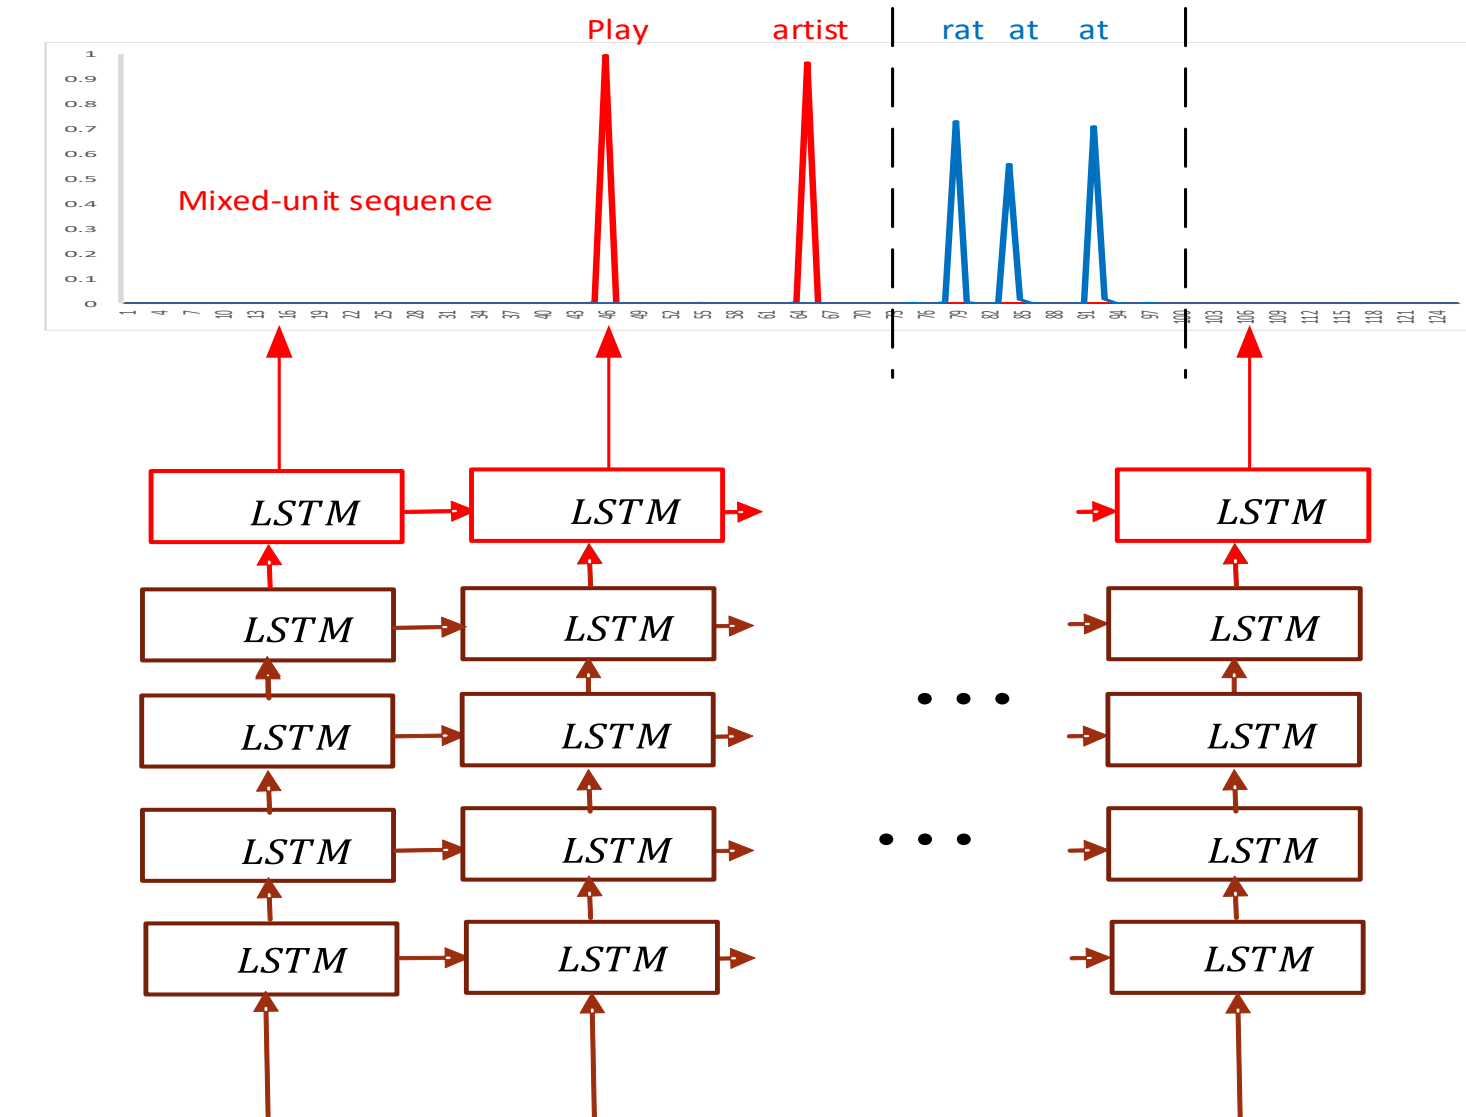 Play artist rat at at
1
0.9
0.8
0.7
0.6
0.5
0.4
0.3
0.2
0.1
0
Mixed-unit sequence
1 4 7 10 13 16 19 22 25 28 31 34 37 40 43 46 49 52 55 58 61 64 67 70 73 76 79 82 85 88 91 94 97 100 103 106 109 112 115 118 121 124
LSTM LSTM LSTM
LSTM LSTM LSTM
LSTM LSTM LSTM
LSTM LSTM LSTM
LSTM LSTM LSTM